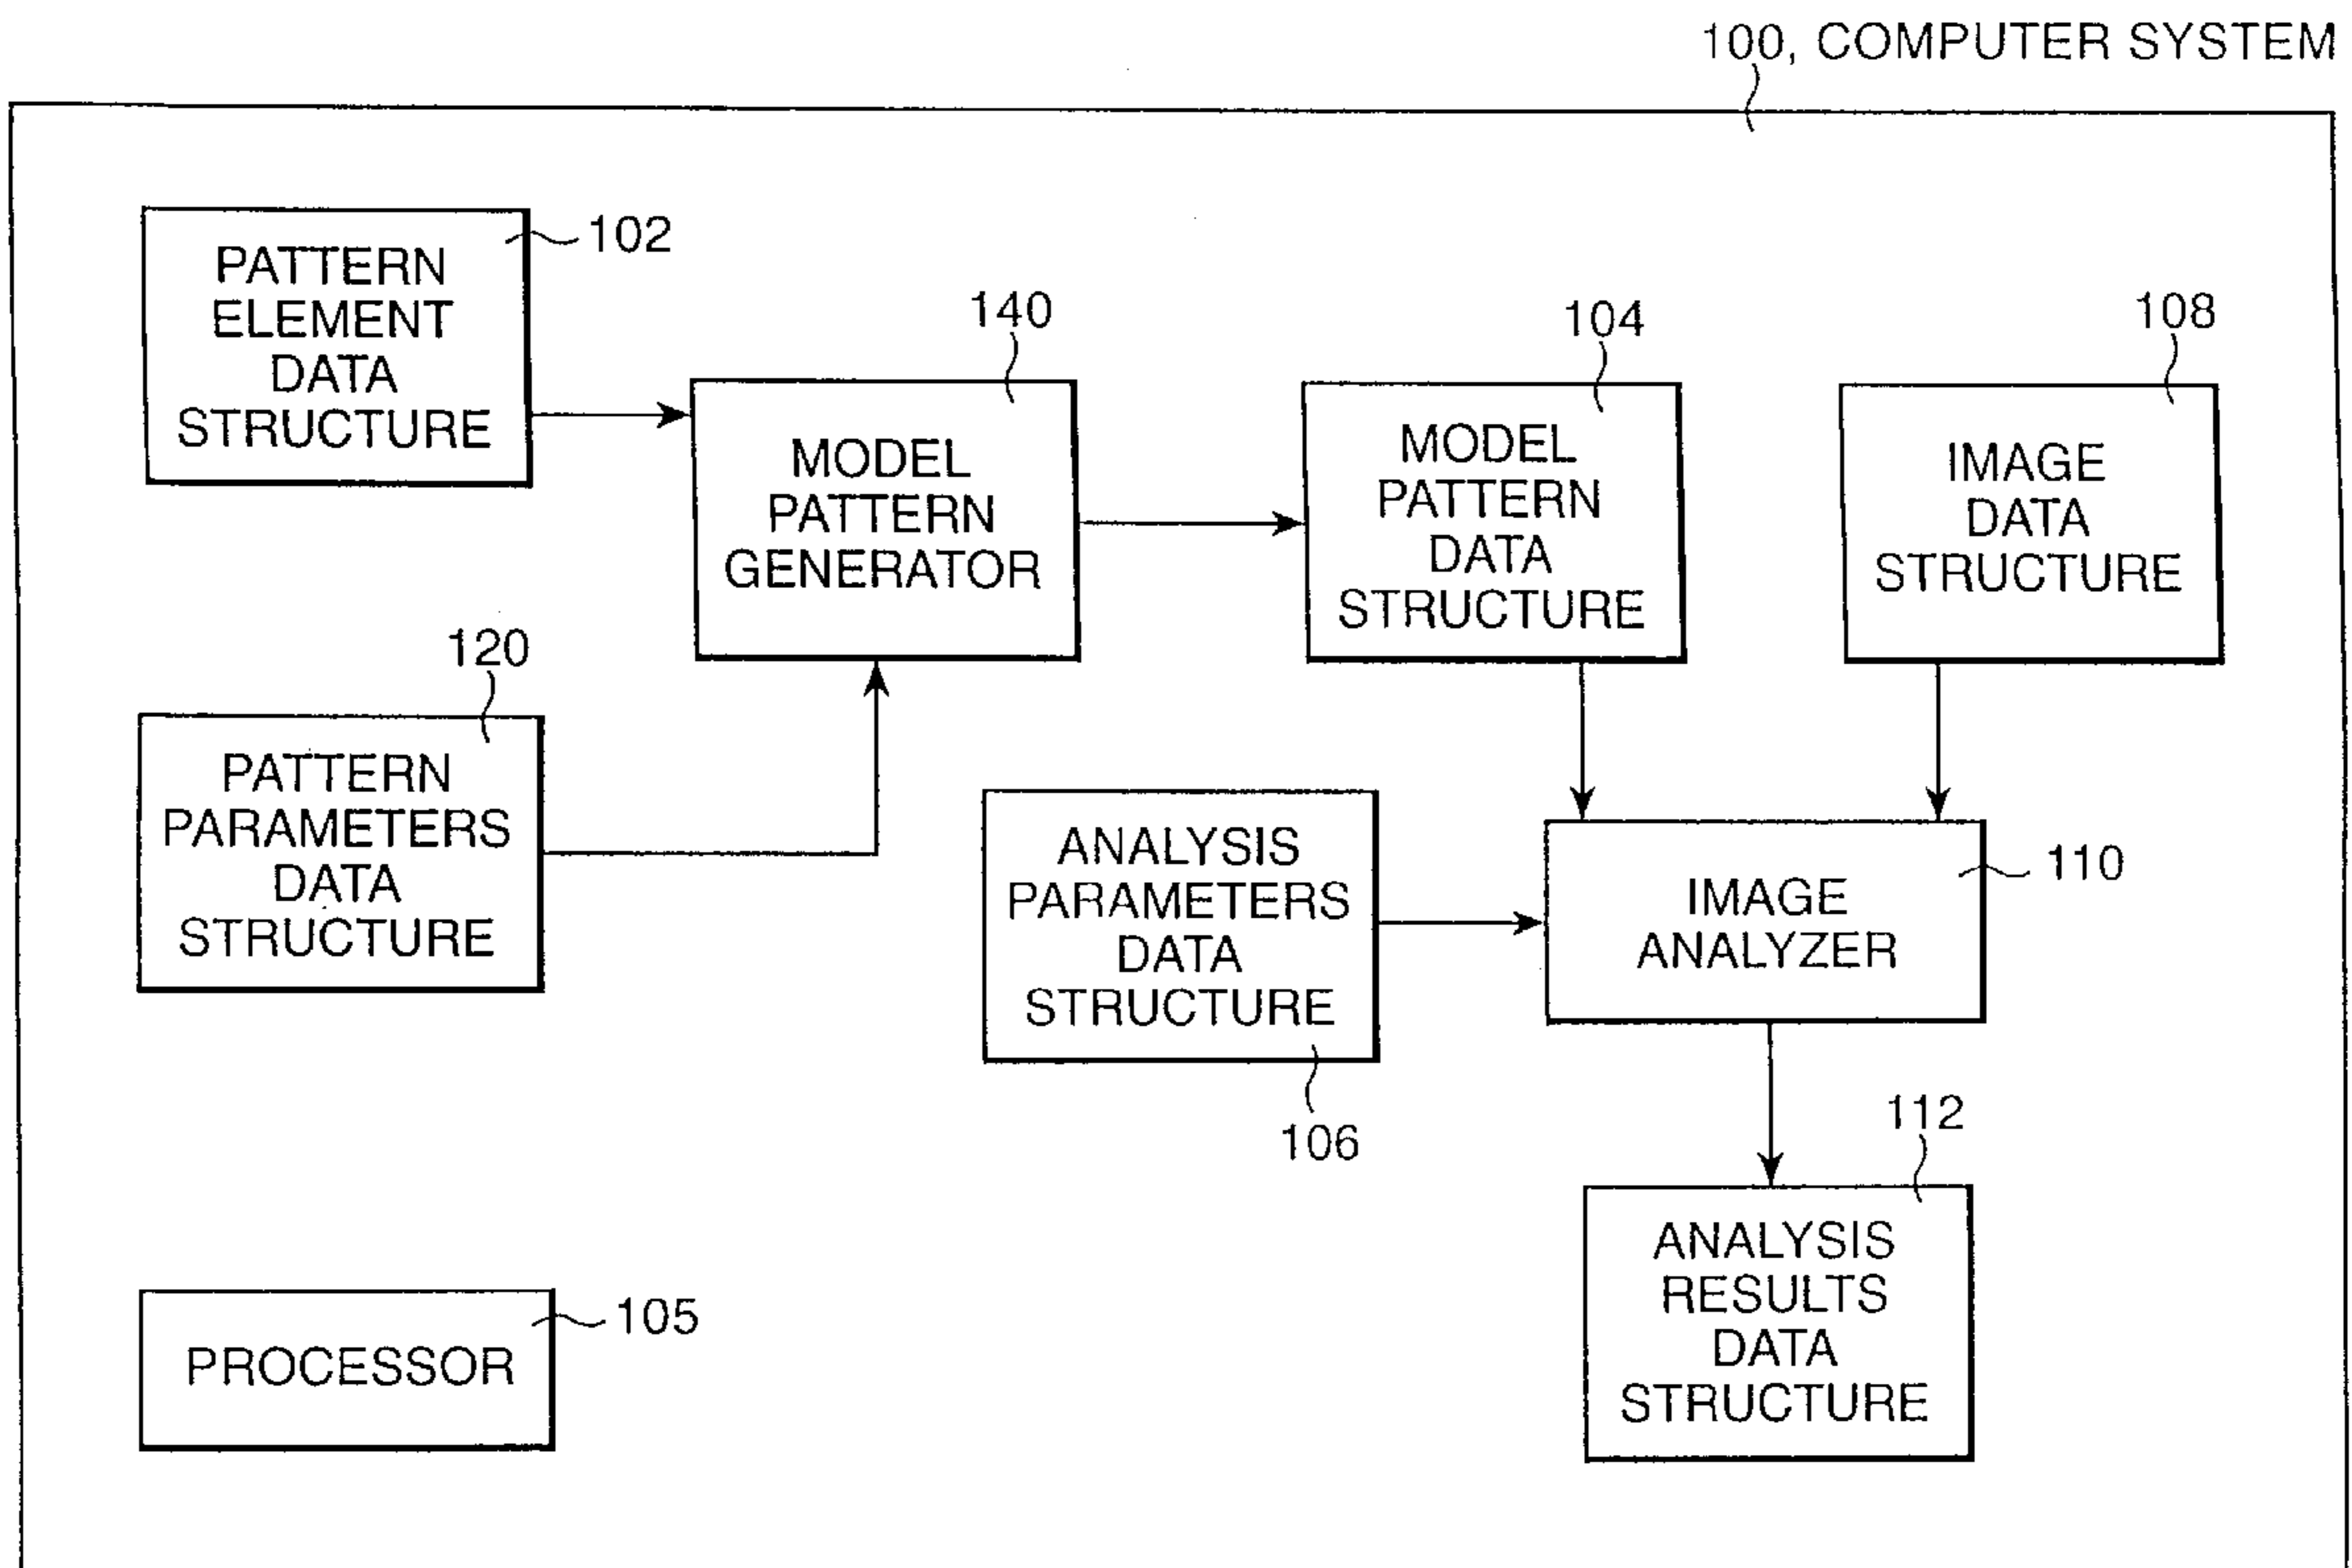 100, COMPUTER SYSTEM
102
PATTERN
ELEMENT
DATA
STRUCTURE
140
MODEL
PATTERN
GENERATOR
104
MODEL
PATTERN
DATA
STRUCTURE
108
IMAGE
DATA
STRUCTURE
120
PATTERN
PARAMETERS
DATA
STRUCTURE
ANALYSIS
PARAMETERS
DATA
STRUCTURE
106
110
IMAGE
ANALYZER
112
ANALYSIS
RESULTS
DATA
STRUCTURE
105
PROCESSOR